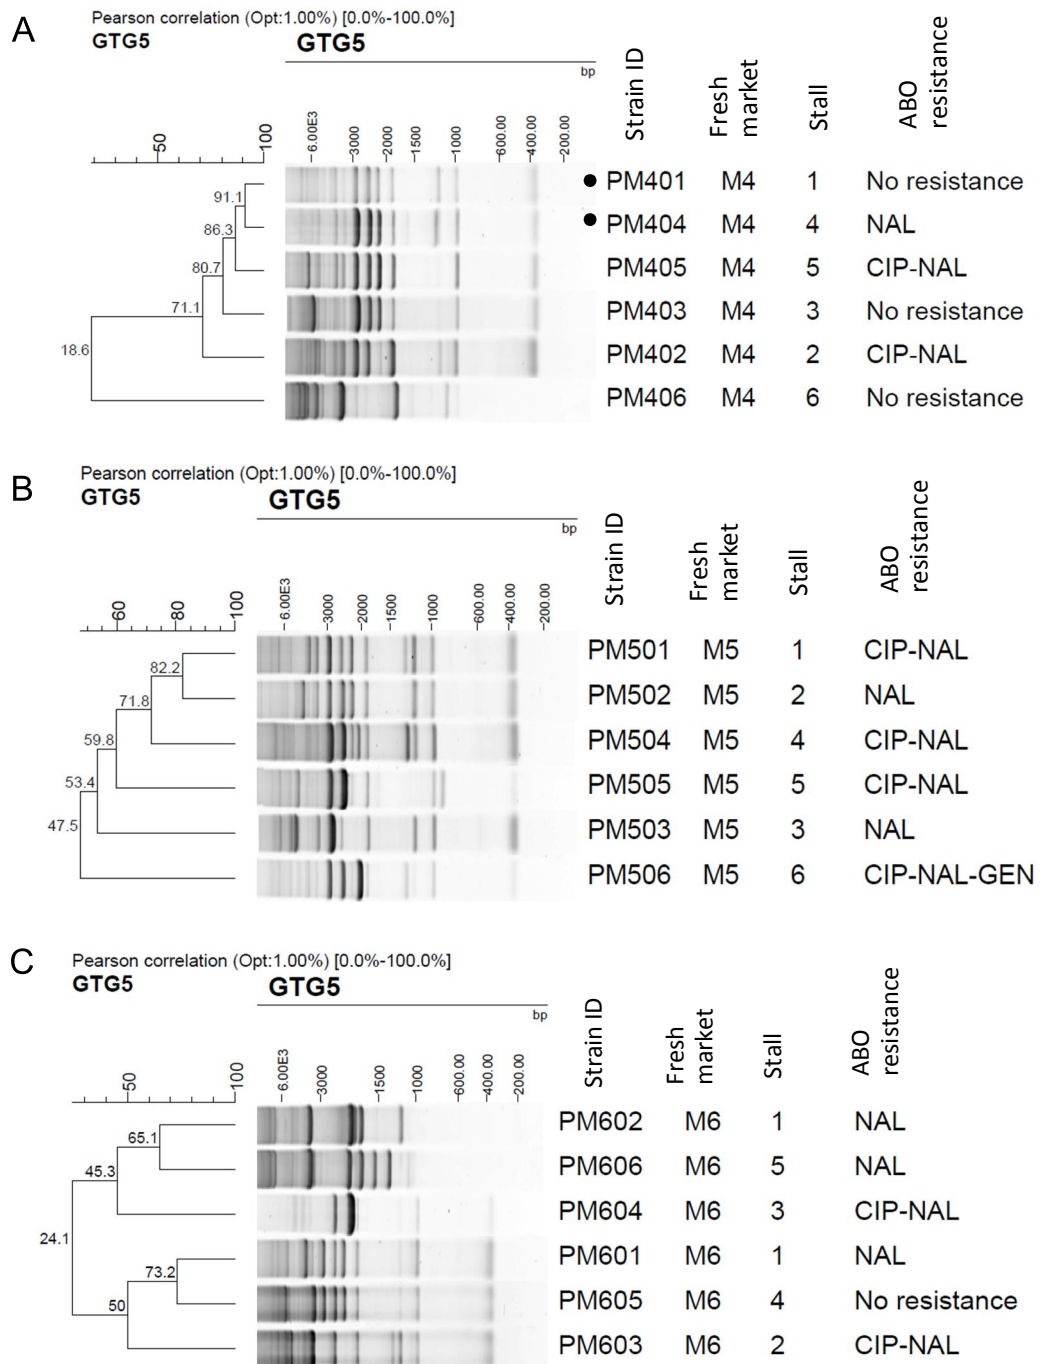 A
Pearson correlation (Opt:1.00%) [0.0%-100.0%]
GTG5 GTG5
bp
Strain ID Fresh market Stall ABO resistance
50 100 6.00E3 3000 2000 1500 1000 600.00 400.00 200.00
91.1
86.3
80.7
71.1
18.6
PM401 M4 1 No resistance
PM404 M4 4 NAL
PM405 M4 5 CIP-NAL
PM403 M4 3 No resistance
PM402 M4 2 CIP-NAL
PM406 M4 6 No resistance
B
Pearson correlation (Opt:1.00%) [0.0%-100.0%]
GTG5 GTG5
bp
Strain ID Fresh market Stall ABO resistance
60 80 100 6.00E3 3000 2000 1500 1000 600.00 400.00 200.00
82.2
71.8
59.8
53.4
47.5
PM501 M5 1 CIP-NAL
PM502 M5 2 NAL
PM504 M5 4 CIP-NAL
PM505 M5 5 CIP-NAL
PM503 M5 3 NAL
PM506 M5 6 CIP-NAL-GEN
C
Pearson correlation (Opt:1.00%) [0.0%-100.0%]
GTG5 GTG5
bp
Strain ID Fresh market Stall ABO resistance
50 100 6.00E3 3000 1500 1000 600.00 400.00 200.00
65.1
45.3
24.1
73.2
50
PM602 M6 1 NAL
PM606 M6 5 NAL
PM604 M6 3 CIP-NAL
PM601 M6 1 NAL
PM605 M6 4 No resistance
PM603 M6 2 CIP-NAL